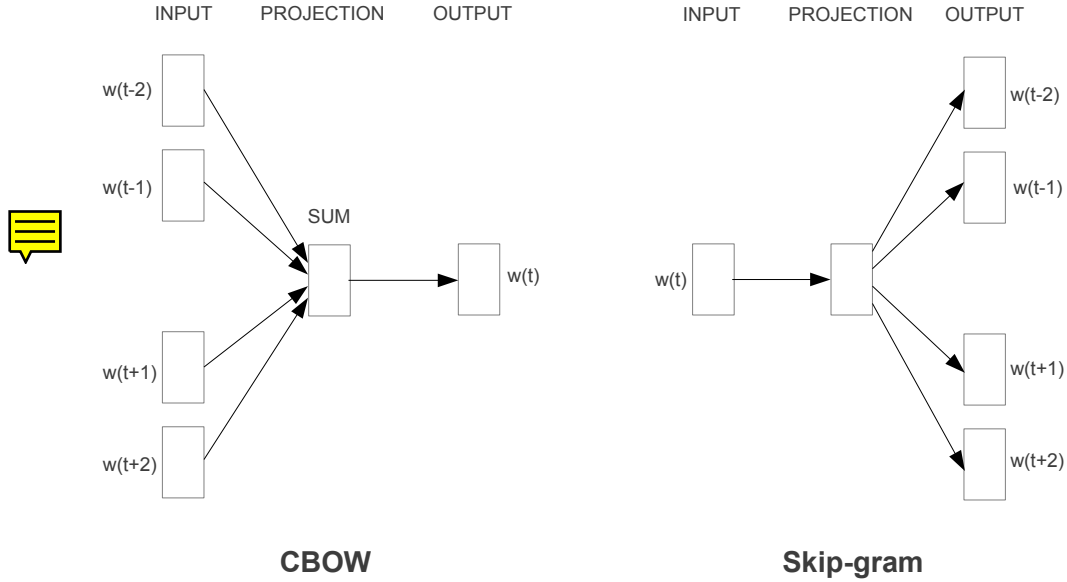 INPUT PROJECTION OUTPUT
w(t-2)
w(t-1)
SUM
w(t)
w(t+1)
w(t+2)
CBOW
INPUT PROJECTION OUTPUT
w(t-2)
w(t-1)
w(t)
w(t+1)
w(t+2)
Skip-gram